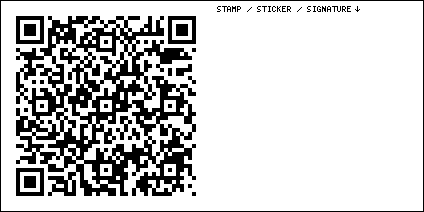 STAMP / STICKER / SIGNATURE ↓